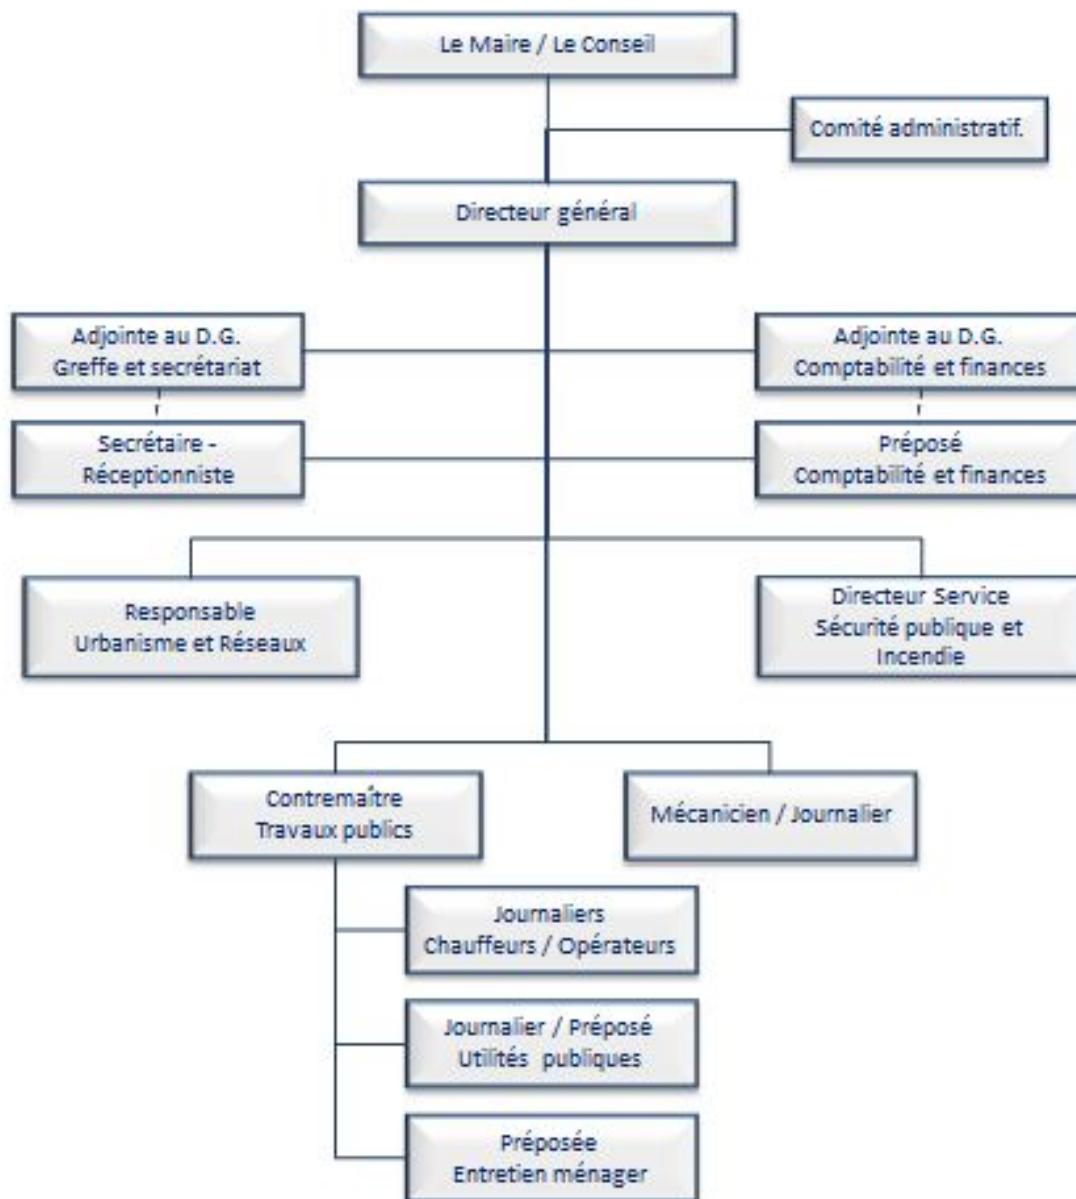 Le Maire / Le Conseil
Comité administratif.
Directeur général
Adjointe au D.G.
Greffe et secrétariat
Adjointe au D.G.
Comptabilité et finances
Secrétaire -
Réceptionniste
Préposé
Comptabilité et finances
Responsable
Urbanisme et Réseaux
Directeur Service
Sécurité publique et
Incendie
Contremaître
Travaux publics
Mécanicien / Journalier
Journaliers
Chauffeurs / Opérateurs
Journalier / Préposé
Utilités publiques
Préposée
Entretien ménager